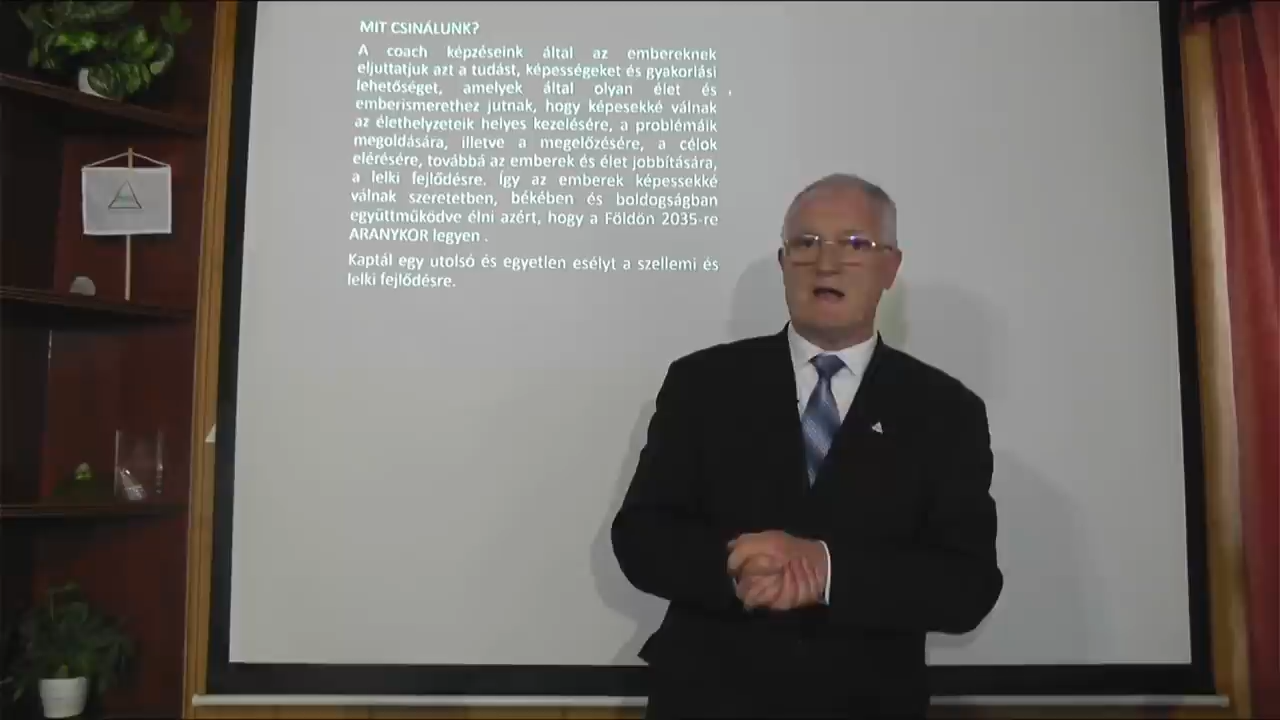 MIT CSINÁLUNK?
A coach képzéseink által az embereknek
eljuttatjuk azt a tudást, képességeket és gyakorlási
lehetőséget, amelyek által olyan élet és
emberismerethez jutnak, hogy képesekké válnak
az élethelyzeteik helyes kezelésére, a problémáik
megoldására, illetve a megelőzésére, a célok
elérésére, továbbá az emberek és élet jobbítására,
a lelki fejlődésre. Így az emberek képessekké
válnak szeretetben, békében és boldogságban
együttműködve élni azért, hogy a Földön 2035-re
ARANYKOR legyen .
Kaptál egy utolsó és egyetlen esélyt a szellemi és
lelki fejlődésre.